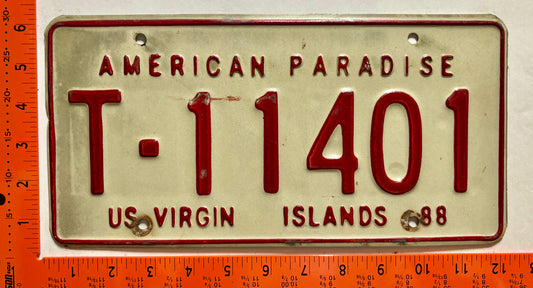 AMERICAN PARADISE
T-11401
US VIRGIN ISLANDS 88